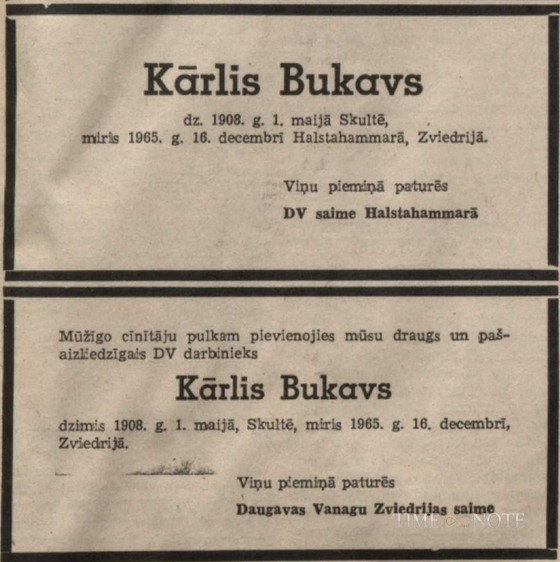 Kārlis Bukavs
dz. 1908. g. 1. maijā Skultē,
miris 1965. g. 16. decembrī Halstahammarā, Zviedrijā.
Viņu piemiņā paturēs
DV saime Halstahammarā
Mūžīgo cīnītāju pulkam pievienojies mūsu draugs un paš-
aizliedzīgais DV darbinieks
Kārlis Bukavs
dzimis 1908. g. 1. maijā, Skultē, miris 1965. g. 16. decembrī,
Zviedrijā.
Viņu piemiņā paturēs
Daugavas Vanagu Zviedrijas saime
TIME NOTE